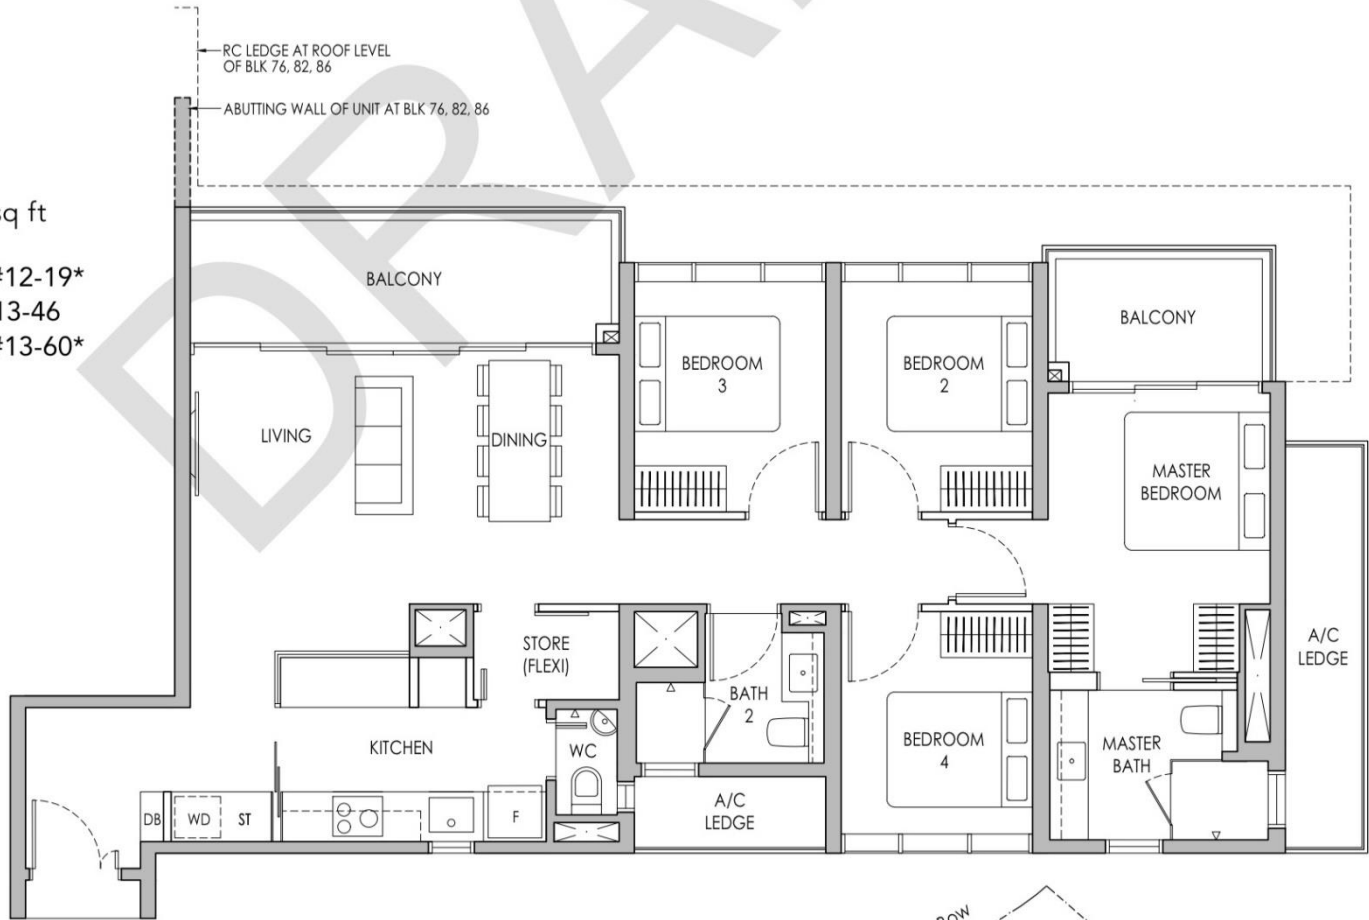 RC LEDGE AT ROOF LEVEL
OF BLK 76, 82, 86
ABUTTING WALL OF UNIT AT BLK 76, 82, 86
sq ft
#12-19*
13-46
#13-60*
BALCONY
BEDROOM
3
BEDROOM
2
BALCONY
LIVING
DINING
MASTER
BEDROOM
STORE
(FLEXI)
BATH
2
A/C
LEDGE
KITCHEN
WC
BEDROOM
4
MASTER
BATH
DB
WD
ST
F
A/C
LEDGE
DRA